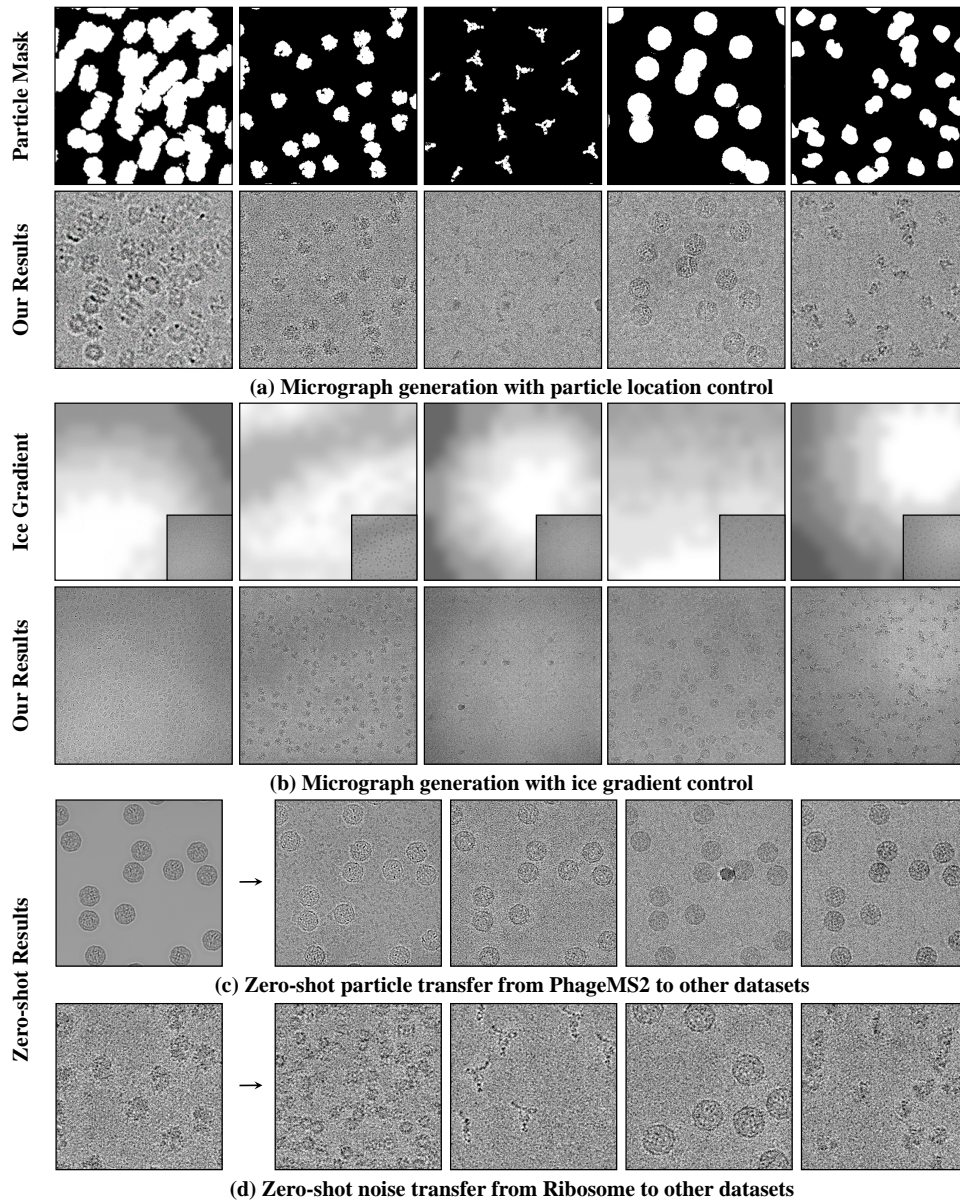 Particle Mask
Our Results
(a) Micrograph generation with particle location control
Ice Gradient
Our Results
(b) Micrograph generation with ice gradient control
Zero-shot Results
→
(c) Zero-shot particle transfer from PhageMS2 to other datasets
→
(d) Zero-shot noise transfer from Ribosome to other datasets